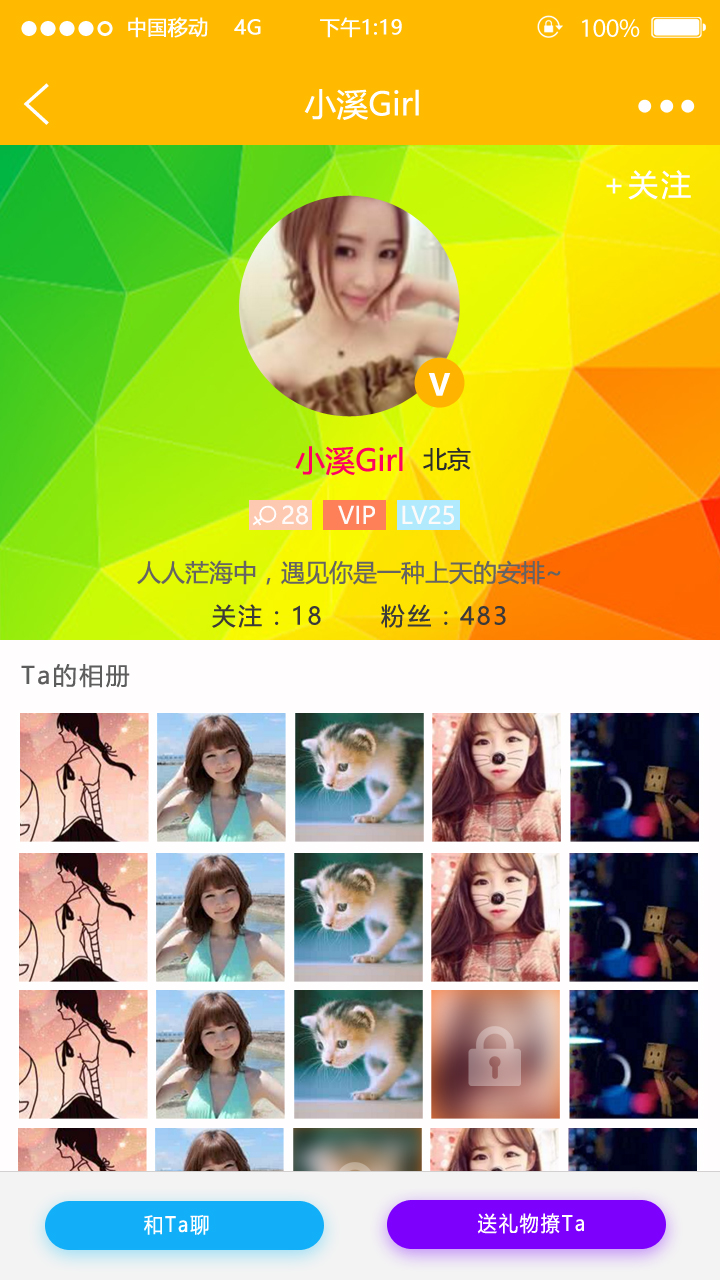 中国移动 4G 下午1:19 100%
小溪Girl
+关注
V
小溪Girl 北京
28 VIP LV25
人人茫海中，遇见你是一种上天的安排~
关注：18 粉丝：483
Ta的相册
和Ta聊 送礼物撩Ta